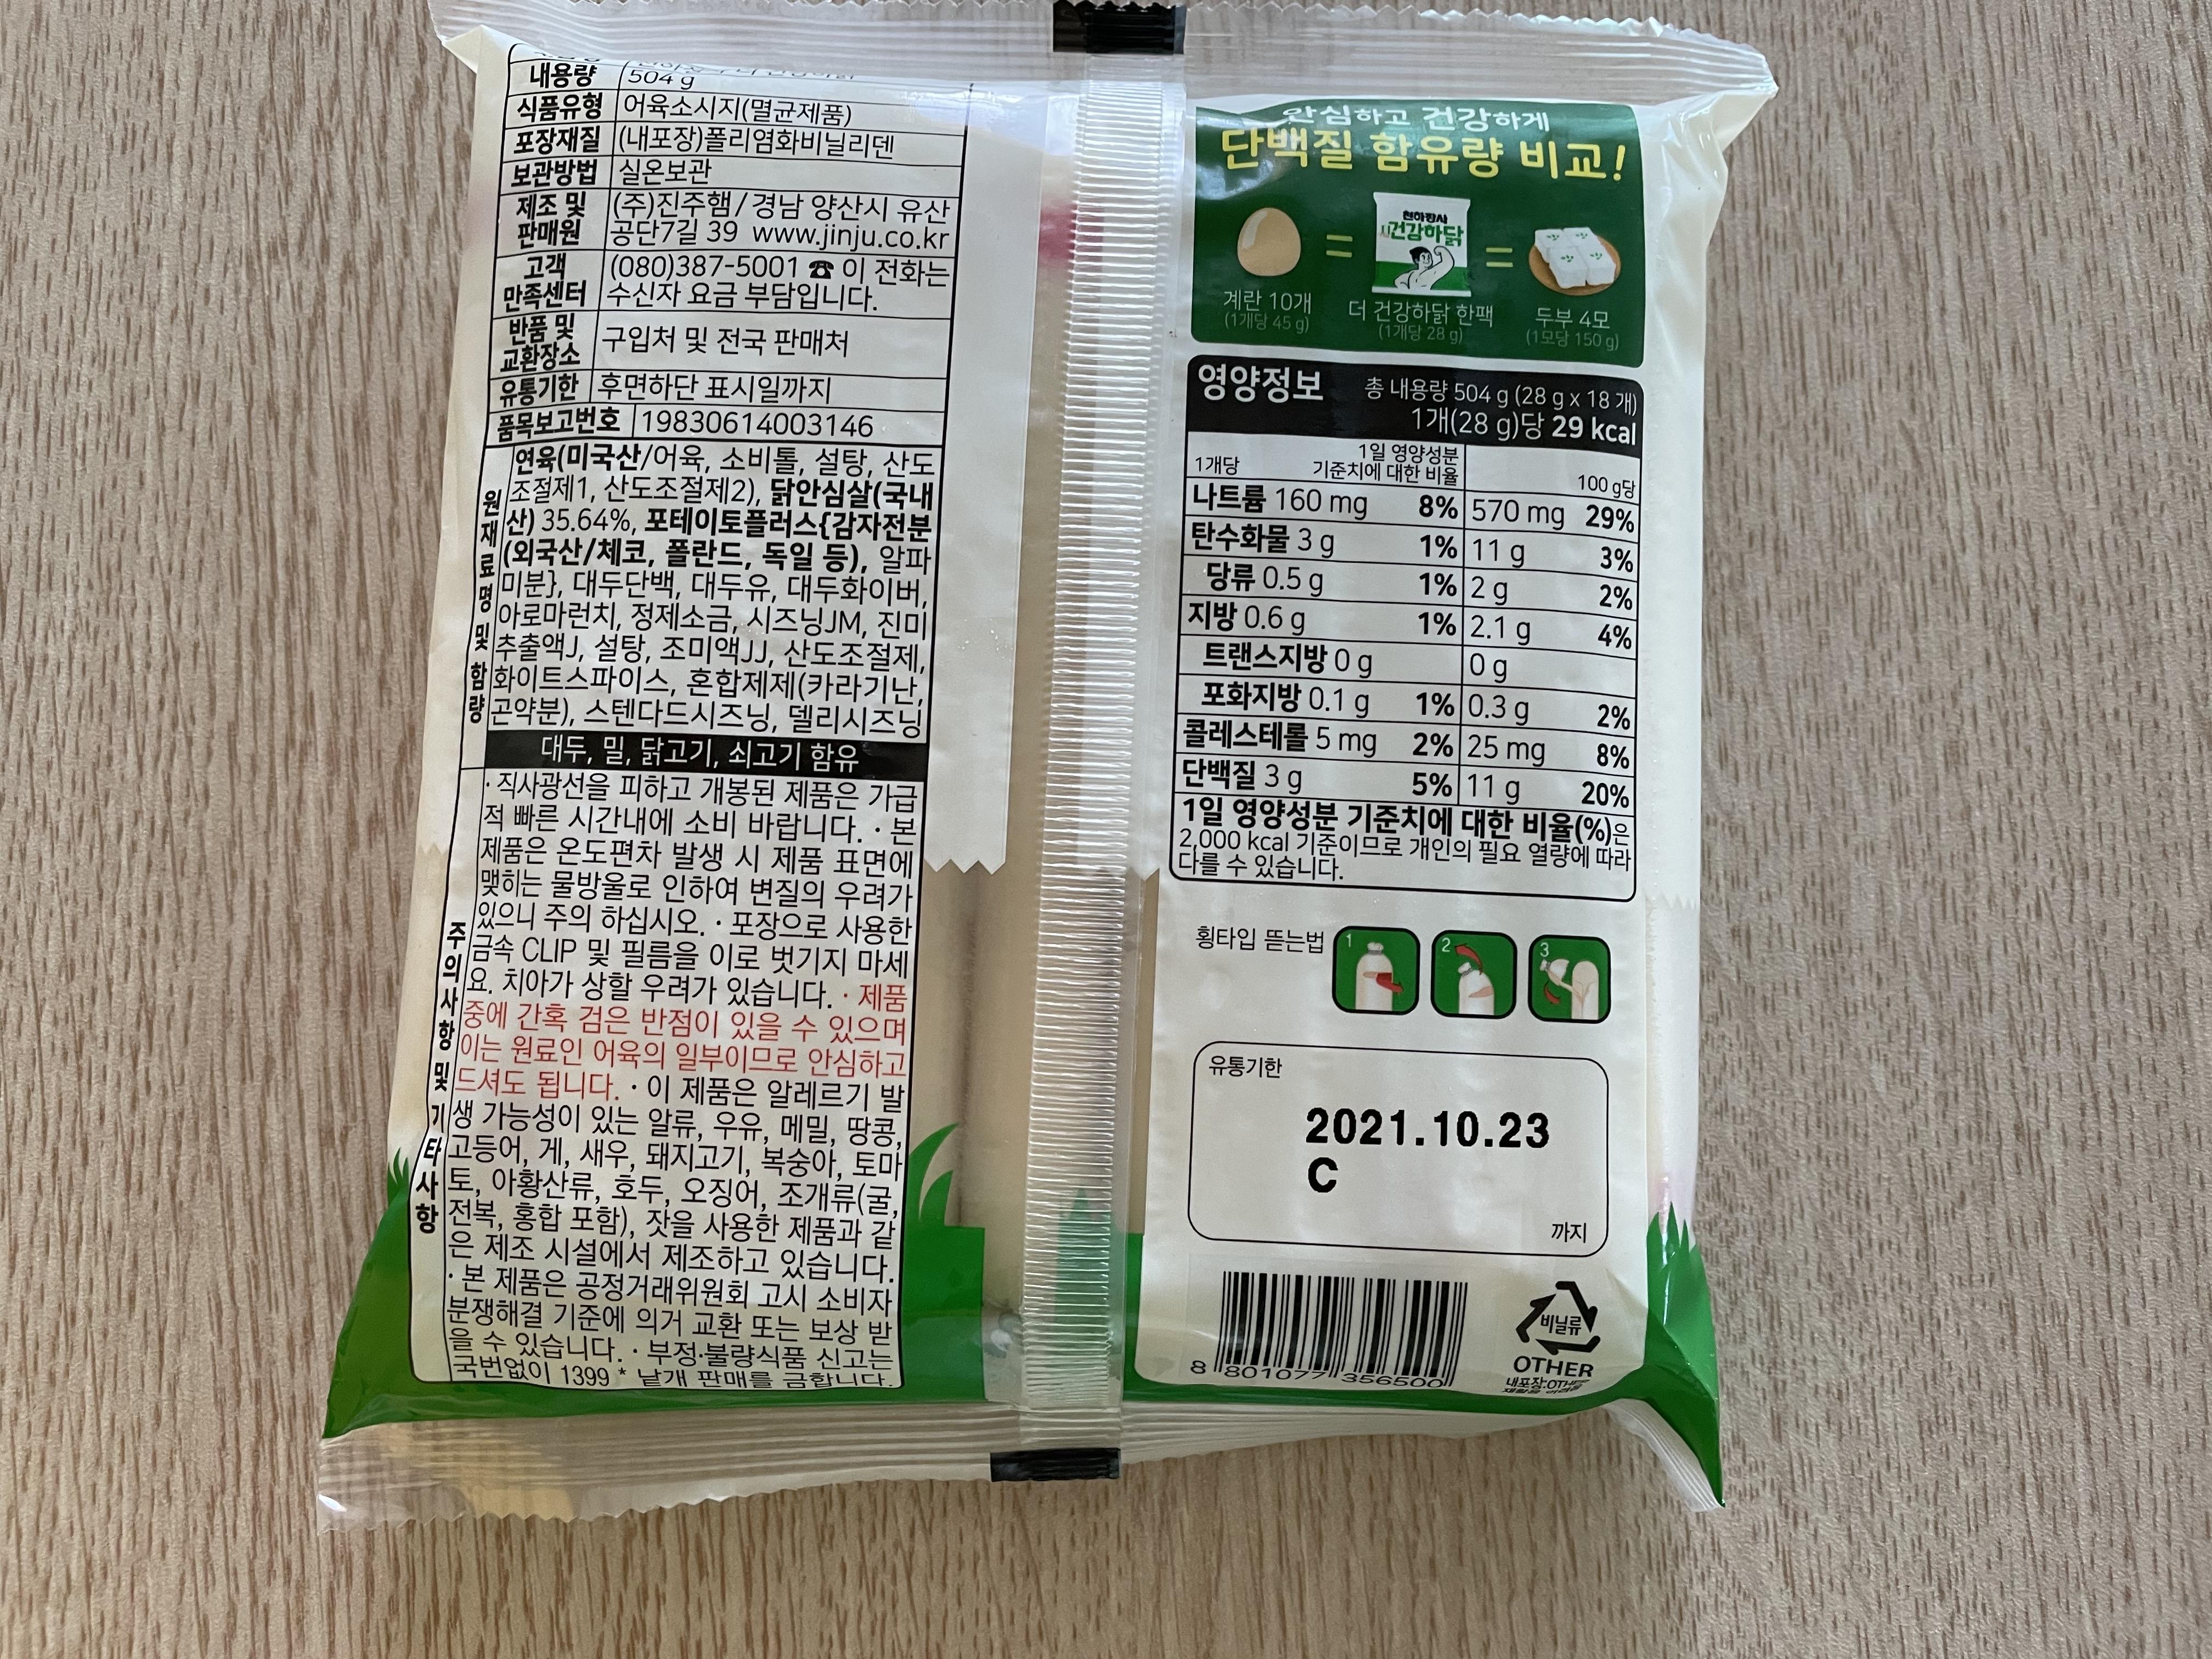 내용량 504 g
식품유형 어육소시지(멸균제품)
포장재질 (내포장)폴리염화비닐리덴
보관방법 실온보관
제조 및 판매원 (주)진주햄/경남 양산시 유산
공단7길 39 www.jinju.co.kr
고객 만족센터 (080)387-5001 ☎ 이 전화는
수신자 요금 부담입니다.
반품 및 교환장소 구입처 및 전국 판매처
유통기한 후면하단 표시일까지
품목보고번호 19830614003146
원재료명 및 함량
연육(미국산/어육, 소비톨, 설탕, 산도
조절제1, 산도조절제2), 닭안심살(국내
산) 35.64%, 포테이토플러스{감자전분
(외국산/체코, 폴란드, 독일 등), 알파
미분}, 대두단백, 대두유, 대두화이버,
아로마런치, 정제소금, 시즈닝JM, 진미
추출액J, 설탕, 조미액JJ, 산도조절제,
화이트스파이스, 혼합제제(카라기난,
곤약분), 스텐다드시즈닝, 델리시즈닝
대두, 밀, 닭고기, 쇠고기 함유
주의사항 및 기타사항
· 직사광선을 피하고 개봉된 제품은 가급
적 빠른 시간내에 소비 바랍니다. · 본
제품은 온도편차 발생 시 제품 표면에
맺히는 물방울로 인하여 변질의 우려가
있으니 주의 하십시오. · 포장으로 사용한
금속 CLIP 및 필름을 이로 벗기지 마세
요. 치아가 상할 우려가 있습니다. · 제품
중에 간혹 검은 반점이 있을 수 있으며
이는 원료인 어육의 일부이므로 안심하고
드셔도 됩니다. · 이 제품은 알레르기 발
생 가능성이 있는 알류, 우유, 메밀, 땅콩,
고등어, 게, 새우, 돼지고기, 복숭아, 토마
토, 아황산류, 호두, 오징어, 조개류(굴,
전복, 홍합 포함), 잣을 사용한 제품과 같
은 제조 시설에서 제조하고 있습니다.
· 본 제품은 공정거래위원회 고시 소비자
분쟁해결 기준에 의거 교환 또는 보상 받
을 수 있습니다. · 부정·불량식품 신고는
국번없이 1399 * 낱개 판매를 금합니다.
안심하고 건강하게
단백질 함유량 비교!
천하장사
건강하닭
= =
계란 10개 더 건강하닭 한팩 두부 4모
(1개당 45 g) (1개당 28 g) (1모당 150 g)
영양정보 총 내용량 504 g (28 g x 18 개)
1개(28 g)당 29 kcal
1개당 1일 영양성분 기준치에 대한 비율 100 g당
나트륨 160 mg 8% 570 mg 29%
탄수화물 3 g 1% 11 g 3%
당류 0.5 g 1% 2 g 2%
지방 0.6 g 1% 2.1 g 4%
트랜스지방 0 g 0 g
포화지방 0.1 g 1% 0.3 g 2%
콜레스테롤 5 mg 2% 25 mg 8%
단백질 3 g 5% 11 g 20%
1일 영양성분 기준치에 대한 비율(%)은
2,000 kcal 기준이므로 개인의 필요 열량에 따라
다를 수 있습니다.
횡타입 뜯는법 1 2 3
유통기한
2021.10.23
C
까지
8 801077 356500
비닐류
OTHER
내포장:OTHER